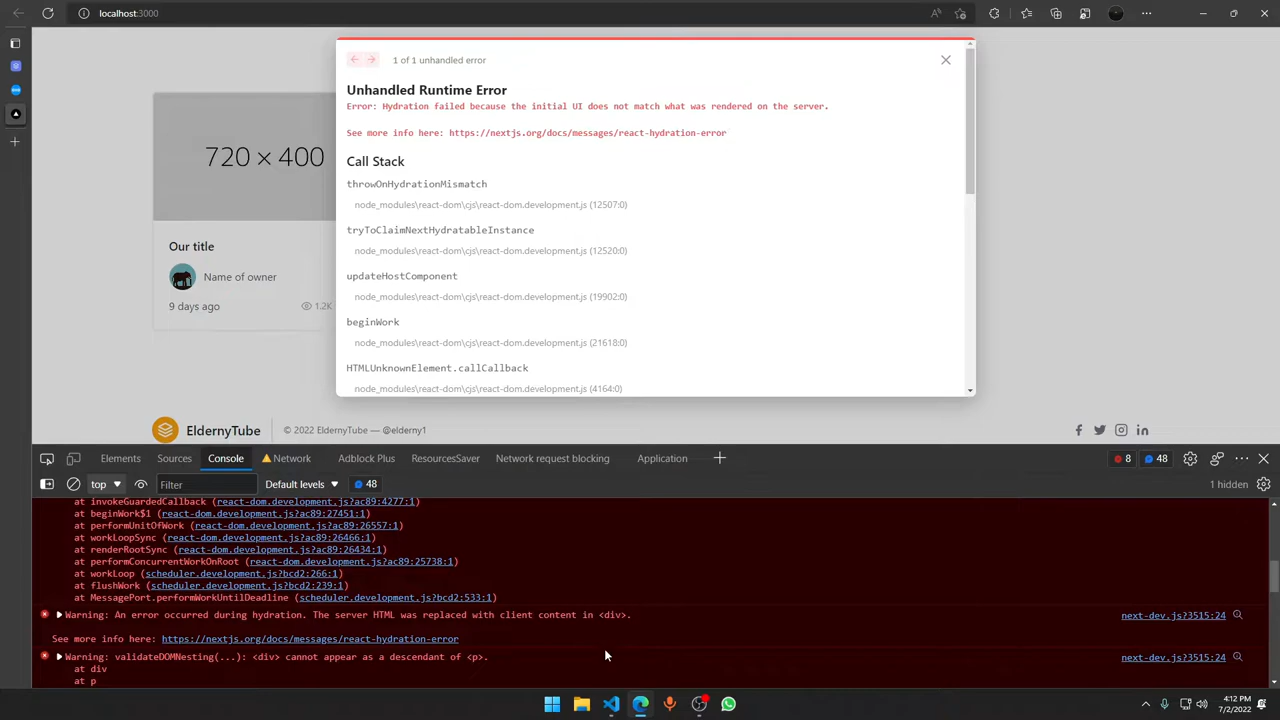 localhost:3000
1 of 1 unhandled error
Unhandled Runtime Error
Error: Hydration failed because the initial UI does not match what was rendered on the server.
See more info here: https://nextjs.org/docs/messages/react-hydration-error
Call Stack
throwOnHydrationMismatch
node_modules\react-dom\cjs\react-dom.development.js (12507:0)
tryToClaimNextHydratableInstance
node_modules\react-dom\cjs\react-dom.development.js (12520:0)
updateHostComponent
node_modules\react-dom\cjs\react-dom.development.js (19902:0)
beginWork
node_modules\react-dom\cjs\react-dom.development.js (21618:0)
HTMLUnknownElement.callCallback
node_modules\react-dom\cjs\react-dom.development.js (4164:0)
720 × 400
Our title
Name of owner
9 days ago 1.2K
EldernyTube © 2022 EldernyTube — @elderny1
Elements Sources Console Network Adblock Plus ResourcesSaver Network request blocking Application 8 48
top Filter Default levels 48 1 hidden
at invokeGuardedCallback (react-dom.development.js?ac89:4277:1)
at beginWork$1 (react-dom.development.js?ac89:27451:1)
at performUnitOfWork (react-dom.development.js?ac89:26557:1)
at workLoopSync (react-dom.development.js?ac89:26466:1)
at renderRootSync (react-dom.development.js?ac89:26434:1)
at performConcurrentWorkOnRoot (react-dom.development.js?ac89:25738:1)
at workLoop (scheduler.development.js?bcd2:266:1)
at flushWork (scheduler.development.js?bcd2:239:1)
at MessagePort.performWorkUntilDeadline (scheduler.development.js?bcd2:533:1)
Warning: An error occurred during hydration. The server HTML was replaced with client content in <div>. next-dev.js?3515:24
See more info here: https://nextjs.org/docs/messages/react-hydration-error
Warning: validateDOMNesting(...): <div> cannot appear as a descendant of <p>. next-dev.js?3515:24
at div
at p
4:12 PM
7/2/2022